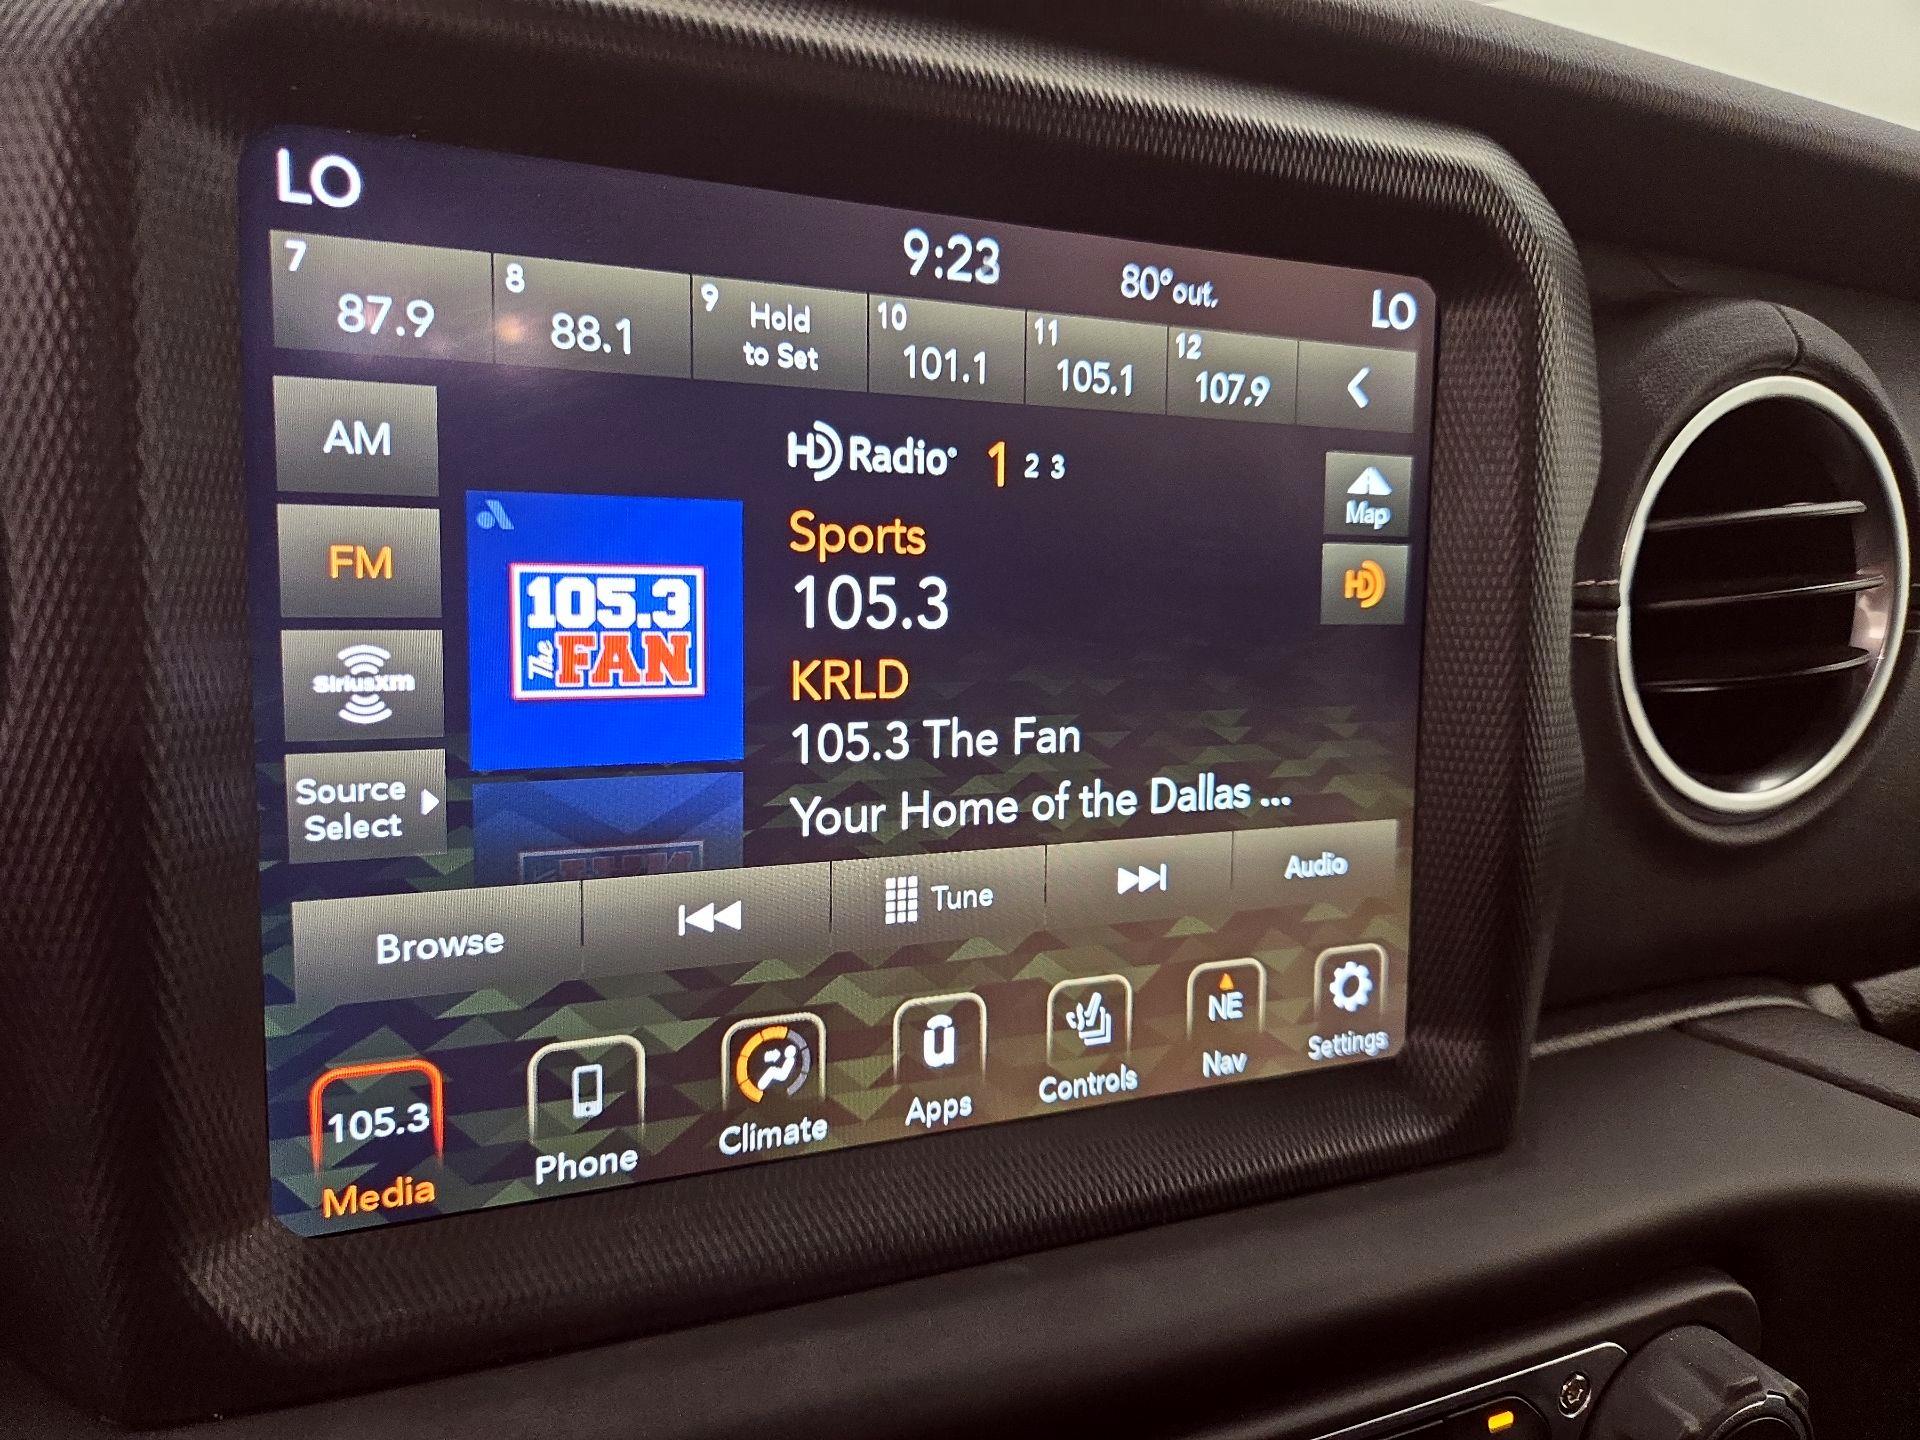 LO
9:23
80° out.
LO
7
87.9
8
88.1
9
Hold
to Set
10
101.1
11
105.1
12
107.9
AM
HD Radio® 1 2 3
Map
FM
105.3
The FAN
Sports
105.3
HD
SiriusXM
KRLD
105.3 The Fan
Source
Select
Your Home of the Dallas ...
Browse
Tune
Audio
105.3
Media
Phone
Climate
Apps
Controls
NE
Nav
Settings